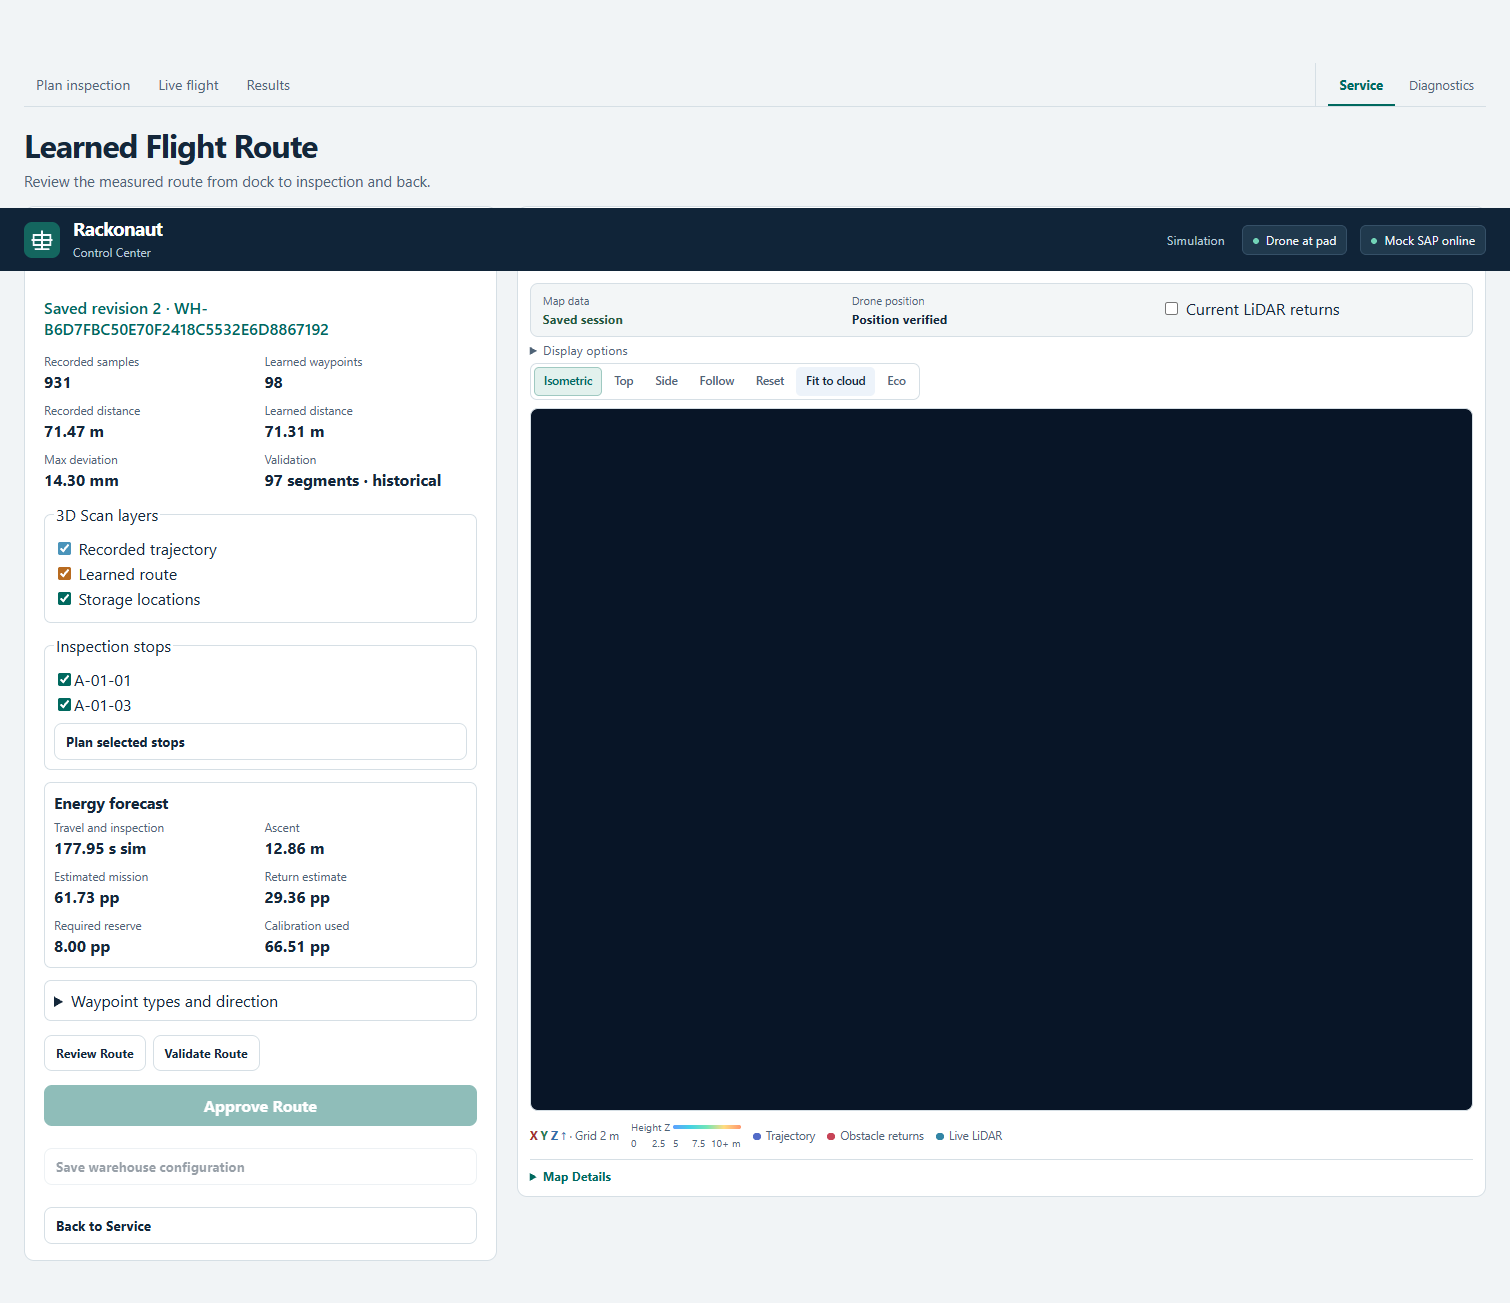 Plan inspection
Live flight
Results
Service
Diagnostics
Learned Flight Route
Review the measured route from dock to inspection and back.
Rackonaut
Control Center
Simulation
Drone at pad
Mock SAP online
Saved revision 2 · WH-
B6D7FBC50E70F2418C5532E6D8867192
Recorded samples
931
Learned waypoints
98
Recorded distance
71.47 m
Learned distance
71.31 m
Max deviation
14.30 mm
Validation
97 segments · historical
3D Scan layers
Recorded trajectory
Learned route
Storage locations
Inspection stops
A-01-01
A-01-03
Plan selected stops
Energy forecast
Travel and inspection
177.95 s sim
Ascent
12.86 m
Estimated mission
61.73 pp
Return estimate
29.36 pp
Required reserve
8.00 pp
Calibration used
66.51 pp
Waypoint types and direction
Review Route
Validate Route
Approve Route
Save warehouse configuration
Back to Service
Map data
Saved session
Drone position
Position verified
Current LiDAR returns
Display options
Isometric
Top
Side
Follow
Reset
Fit to cloud
Eco
X Y Z ↑ · Grid 2 m
Height Z
0 2.5 5 7.5 10+ m
Trajectory
Obstacle returns
Live LiDAR
Map Details